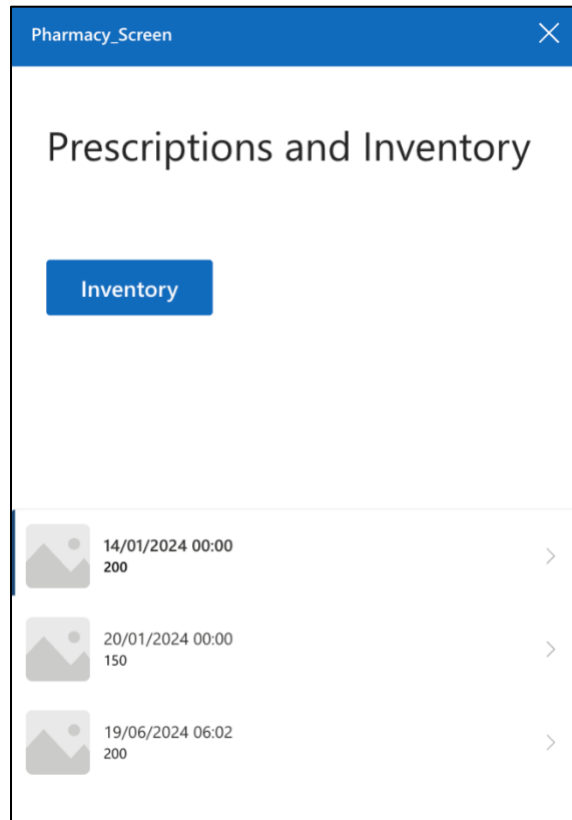 Pharmacy_Screen
Prescriptions and Inventory
Inventory
14/01/2024 00:00
200
20/01/2024 00:00
150
19/06/2024 06:02
200